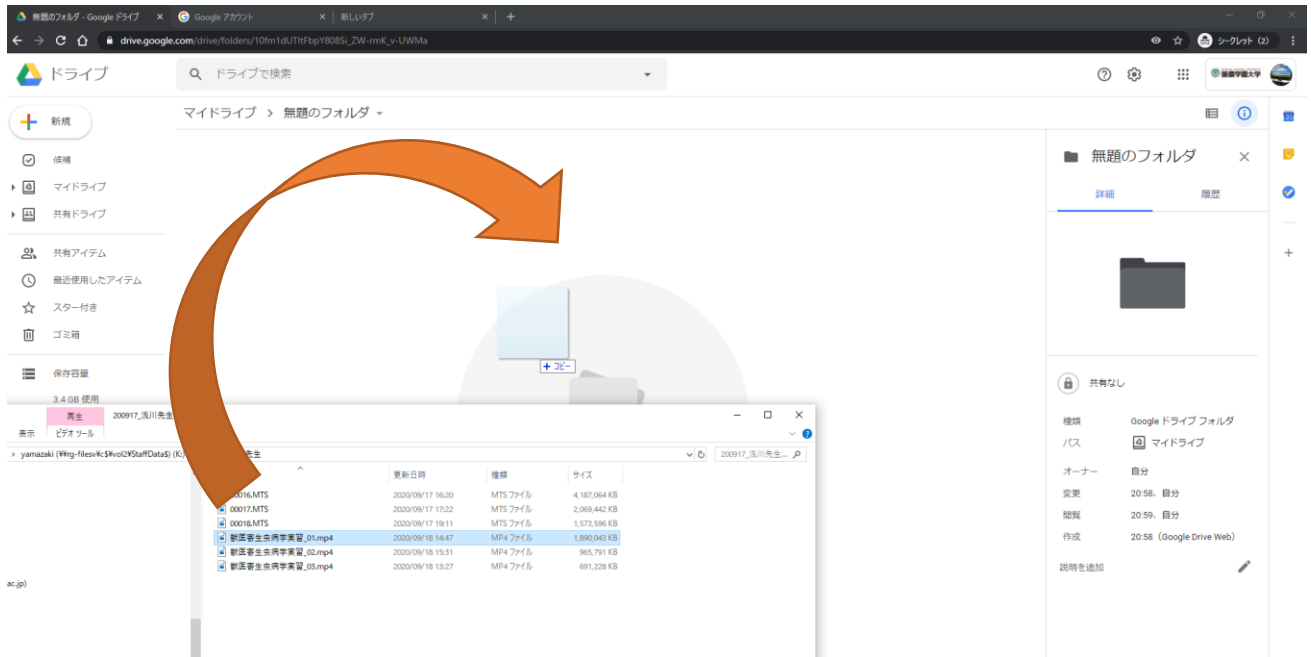 無題のフォルダ - Google ドライブ
Google アカウント
新しいタブ
drive.google.com/drive/folders/10fm1dUTItFbpY808Si_ZW-rmK_v-UWMa
シークレット (2)
ドライブ
ドライブで検索
酪農学園大学
新規
マイドライブ > 無題のフォルダ
候補
マイドライブ
共有ドライブ
共有アイテム
最近使用したアイテム
スター付き
ゴミ箱
保存容量
3.4 GB 使用
+ コピー
無題のフォルダ
詳細 履歴
共有なし
種類 Google ドライブ フォルダ
パス マイドライブ
オーナー 自分
変更 20:58、自分
閲覧 20:59、自分
作成 20:58 (Google Drive Web)
説明を追加
再生 200917_浅川先生
表示 ビデオ ツール
yamazaki (¥¥rg-filesv¥c$¥vol2¥StaffData$) (K:)
200917_浅川先生...
更新日時 種類 サイズ
0016.MTS 2020/09/17 16:20 MTS ファイル 4,187,064 KB
00017.MTS 2020/09/17 17:22 MTS ファイル 2,069,442 KB
00018.MTS 2020/09/17 19:11 MTS ファイル 1,573,596 KB
獣医寄生虫病学実習_01.mp4 2020/09/18 14:47 MP4 ファイル 1,890,043 KB
獣医寄生虫病学実習_02.mp4 2020/09/18 15:31 MP4 ファイル 965,791 KB
獣医寄生虫病学実習_03.mp4 2020/09/18 13:27 MP4 ファイル 691,228 KB
ac.jp)